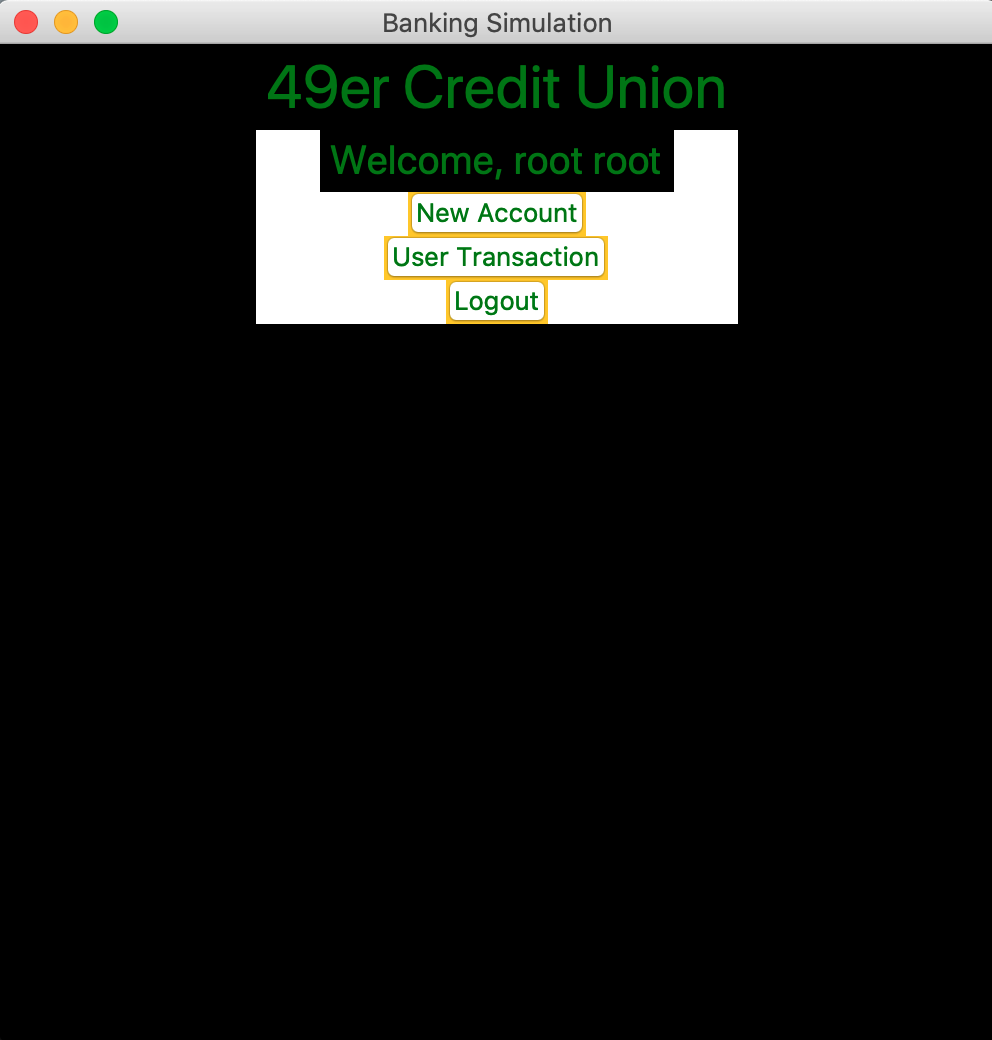 Banking Simulation
49er Credit Union
Welcome, root root
New Account
User Transaction
Logout